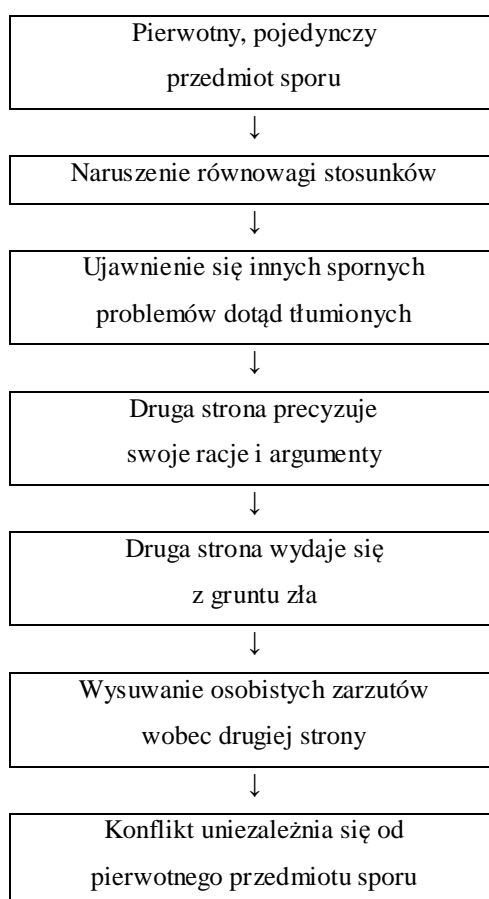 Pierwotny, pojedynczy
przedmiot sporu
↓
Naruszenie równowagi stosunków
↓
Ujawnienie się innych spornych
problemów dotąd tłumionych
↓
Druga strona precyzuje
swoje racje i argumenty
↓
Druga strona wydaje się
z gruntu zła
↓
Wysuwanie osobistych zarzutów
wobec drugiej strony
↓
Konflikt uniezależnia się od
pierwotnego przedmiotu sporu